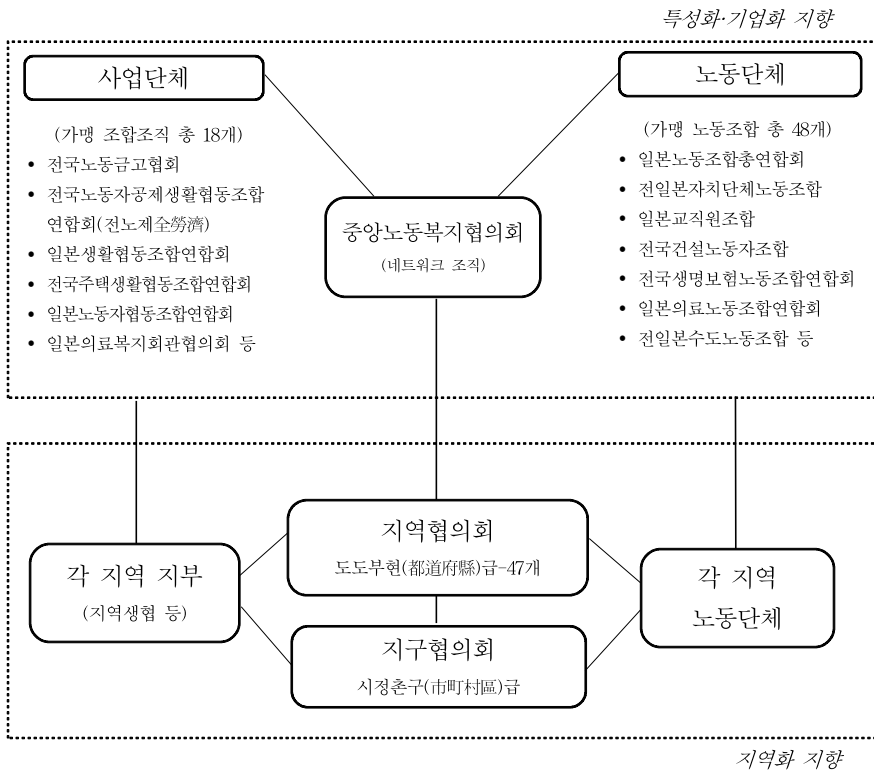 특성화·기업화 지향
사업단체
(가맹 조합조직 총 18개)
• 전국노동금고협회
• 전국노동자공제생활협동조합
연합회(전노제全勞濟)
• 일본생활협동조합연합회
• 전국주택생활협동조합연합회
• 일본노동자협동조합연합회
• 일본의료복지회관협의회 등
중앙노동복지협의회
(네트워크 조직)
노동단체
(가맹 노동조합 총 48개)
• 일본노동조합총연합회
• 전일본자치단체노동조합
• 일본교직원조합
• 전국건설노동자조합
• 전국생명보험노동조합연합회
• 일본의료노동조합연합회
• 전일본수도노동조합 등
각 지역 지부
(지역생협 등)
지역협의회
도도부현(都道府縣)급-47개
지구협의회
시정촌구(市町村區)급
각 지역
노동단체
지역화 지향